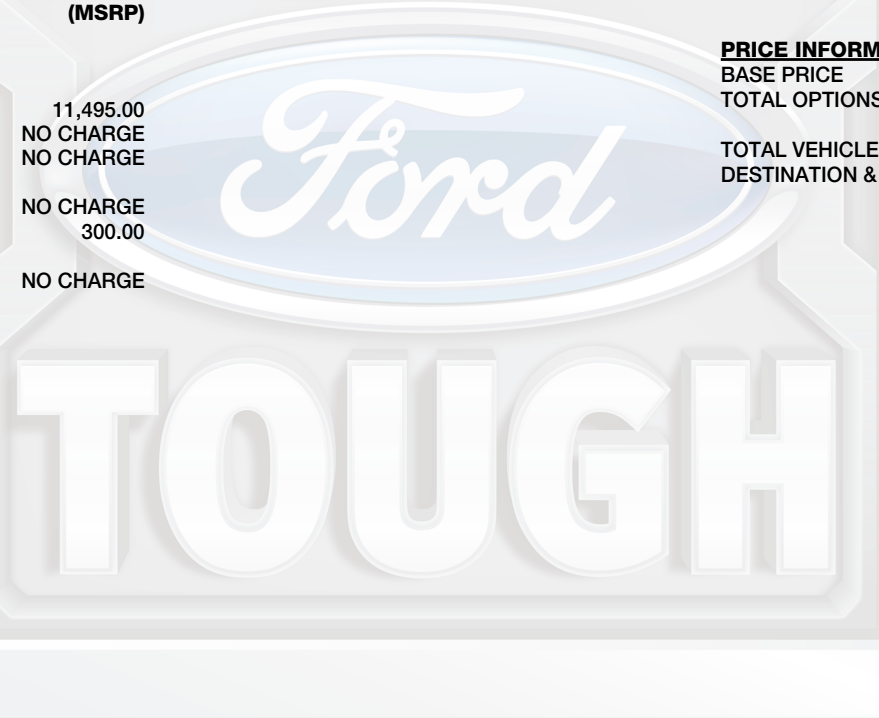 (MSRP)
11,495.00
NO CHARGE
NO CHARGE
NO CHARGE
300.00
NO CHARGE
PRICE INFORM
BASE PRICE
TOTAL OPTIONS
TOTAL VEHICLE
DESTINATION &
Ford
TOUGH